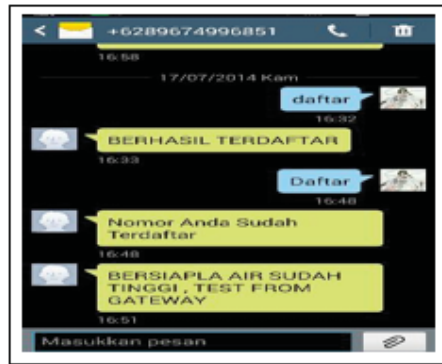 +6289674996851
16:58
17/07/2014 Kam
daftar
16:32
BERHASIL TERDAFTAR
16:33
Daftar
16:48
Nomor Anda Sudah
Terdaftar
16:48
BERSIAPLA AIR SUDAH
TINGGI , TEST FROM
GATEWAY
16:51
Masukkan pesan